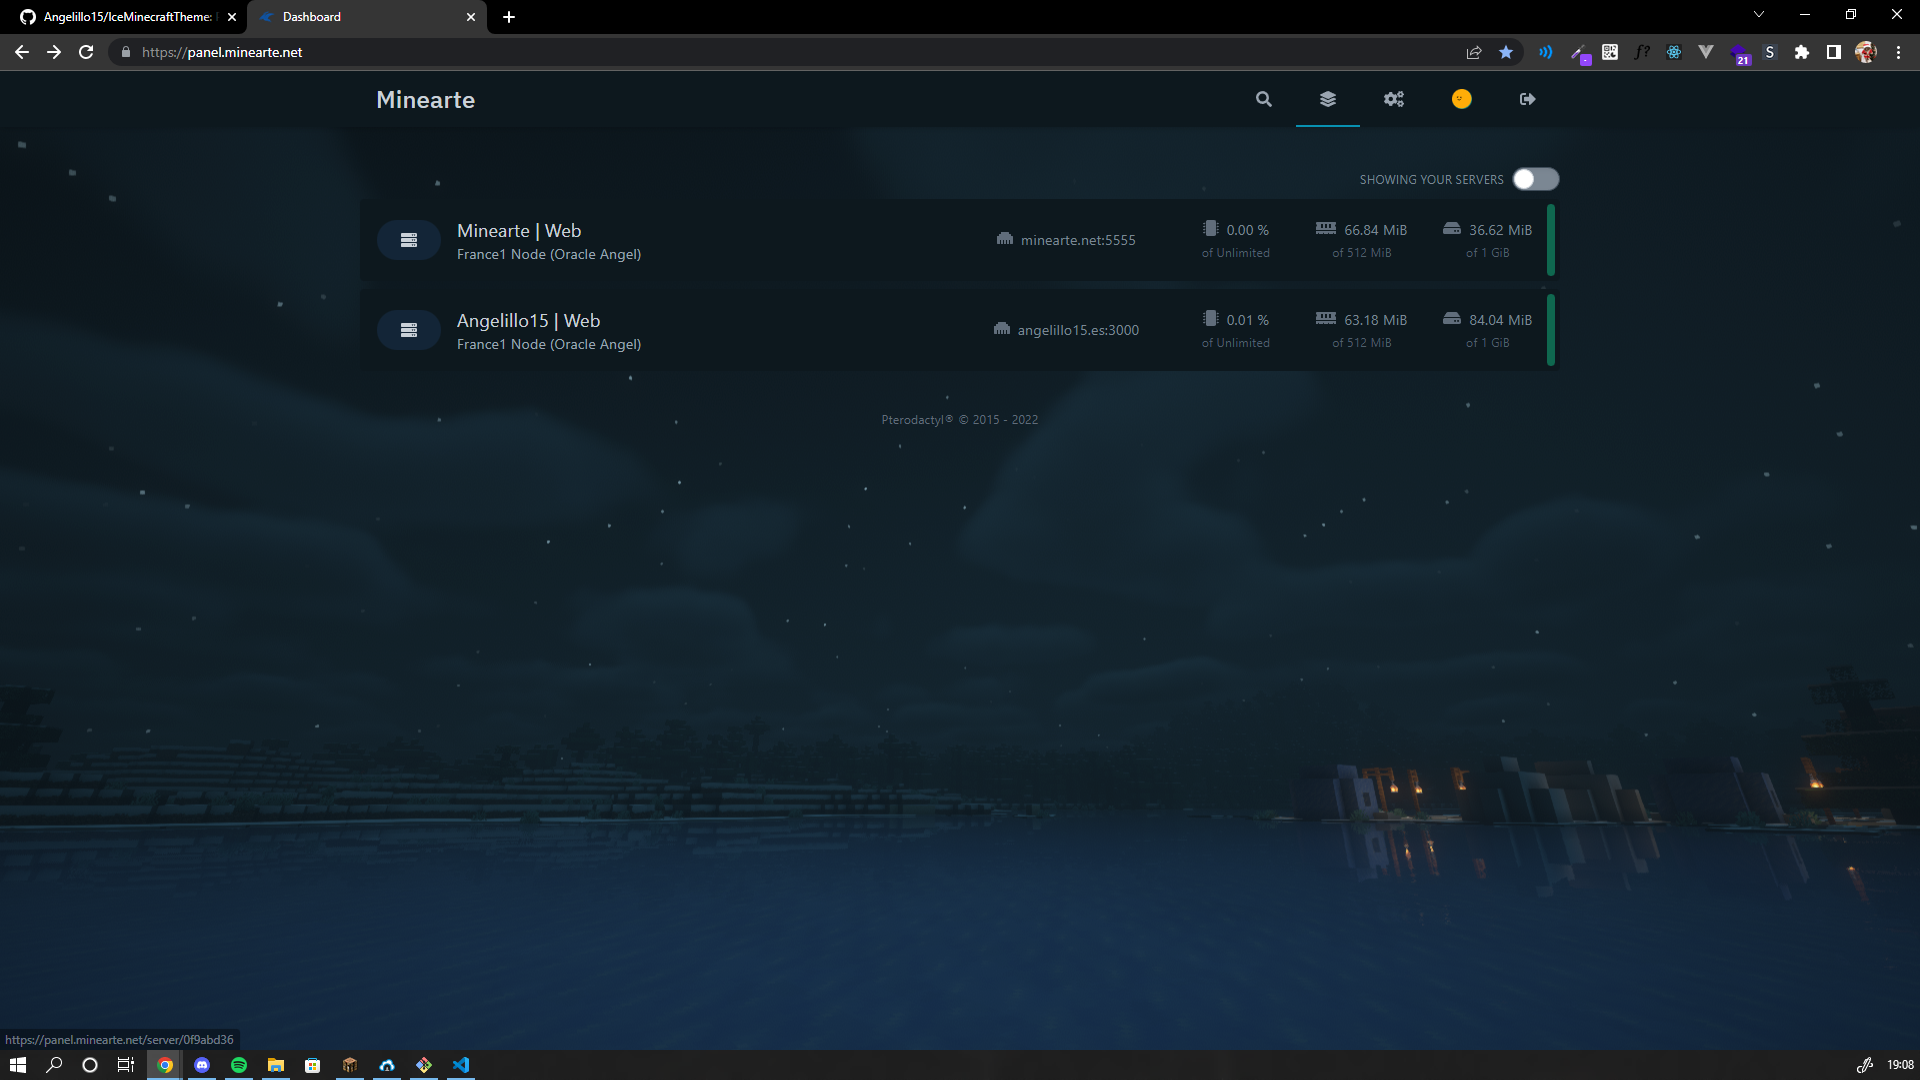 Angelillo15/IceMinecraftTheme:
Dashboard
https://panel.minearte.net
21
S
Minearte
SHOWING YOUR SERVERS
Minearte | Web
France1 Node (Oracle Angel)
minearte.net:5555
0.00 %
of Unlimited
66.84 MiB
of 512 MiB
36.62 MiB
of 1 GiB
Angelillo15 | Web
France1 Node (Oracle Angel)
angelillo15.es:3000
0.01 %
of Unlimited
63.18 MiB
of 512 MiB
84.04 MiB
of 1 GiB
Pterodactyl® © 2015 - 2022
https://panel.minearte.net/server/0f9abd36
19:08